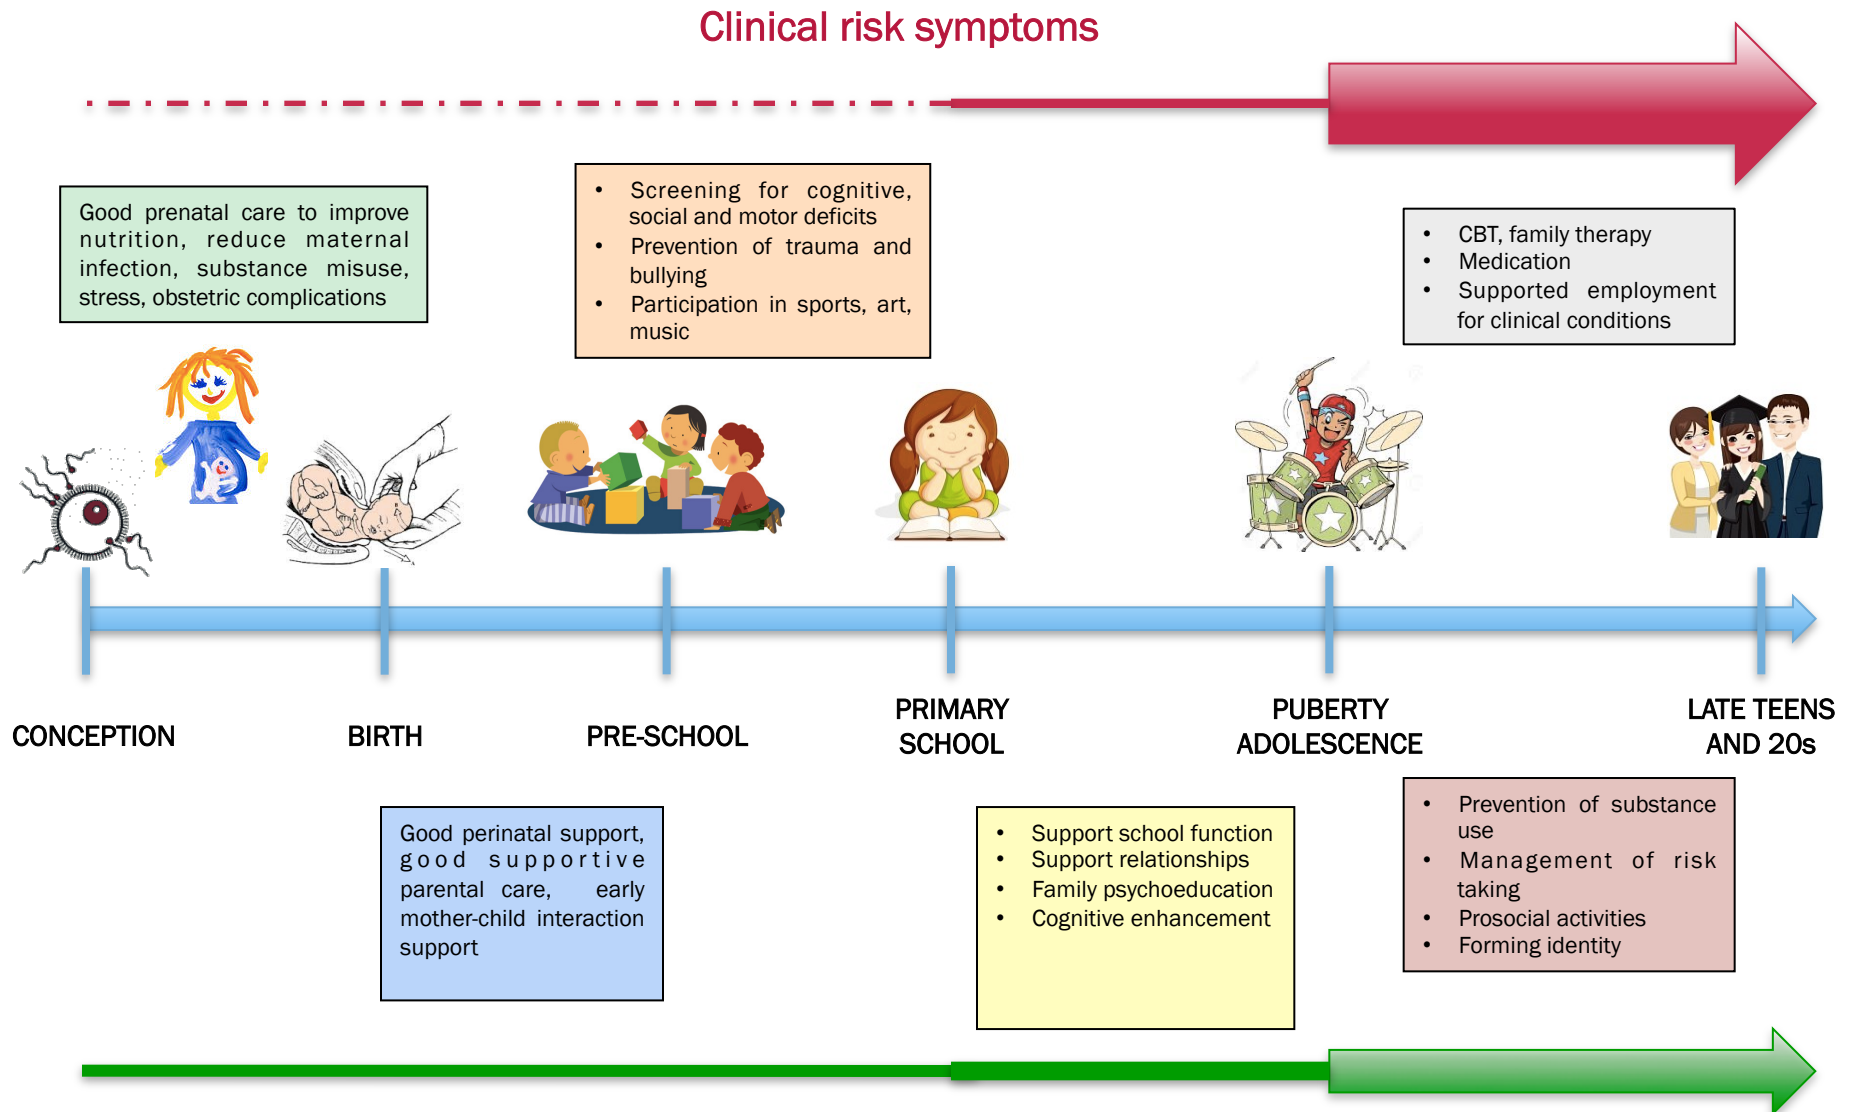 Clinical risk symptoms
Good prenatal care to improve
nutrition, reduce maternal
infection, substance misuse,
stress, obstetric complications
• Screening for cognitive,
social and motor deficits
• Prevention of trauma and
bullying
• Participation in sports, art,
music
• CBT, family therapy
• Medication
• Supported employment
for clinical conditions
CONCEPTION
BIRTH
PRE-SCHOOL
PRIMARY
SCHOOL
PUBERTY
ADOLESCENCE
LATE TEENS
AND 20s
Good perinatal support,
good supportive
parental care, early
mother-child interaction
support
• Support school function
• Support relationships
• Family psychoeducation
• Cognitive enhancement
• Prevention of substance
use
• Management of risk
taking
• Prosocial activities
• Forming identity